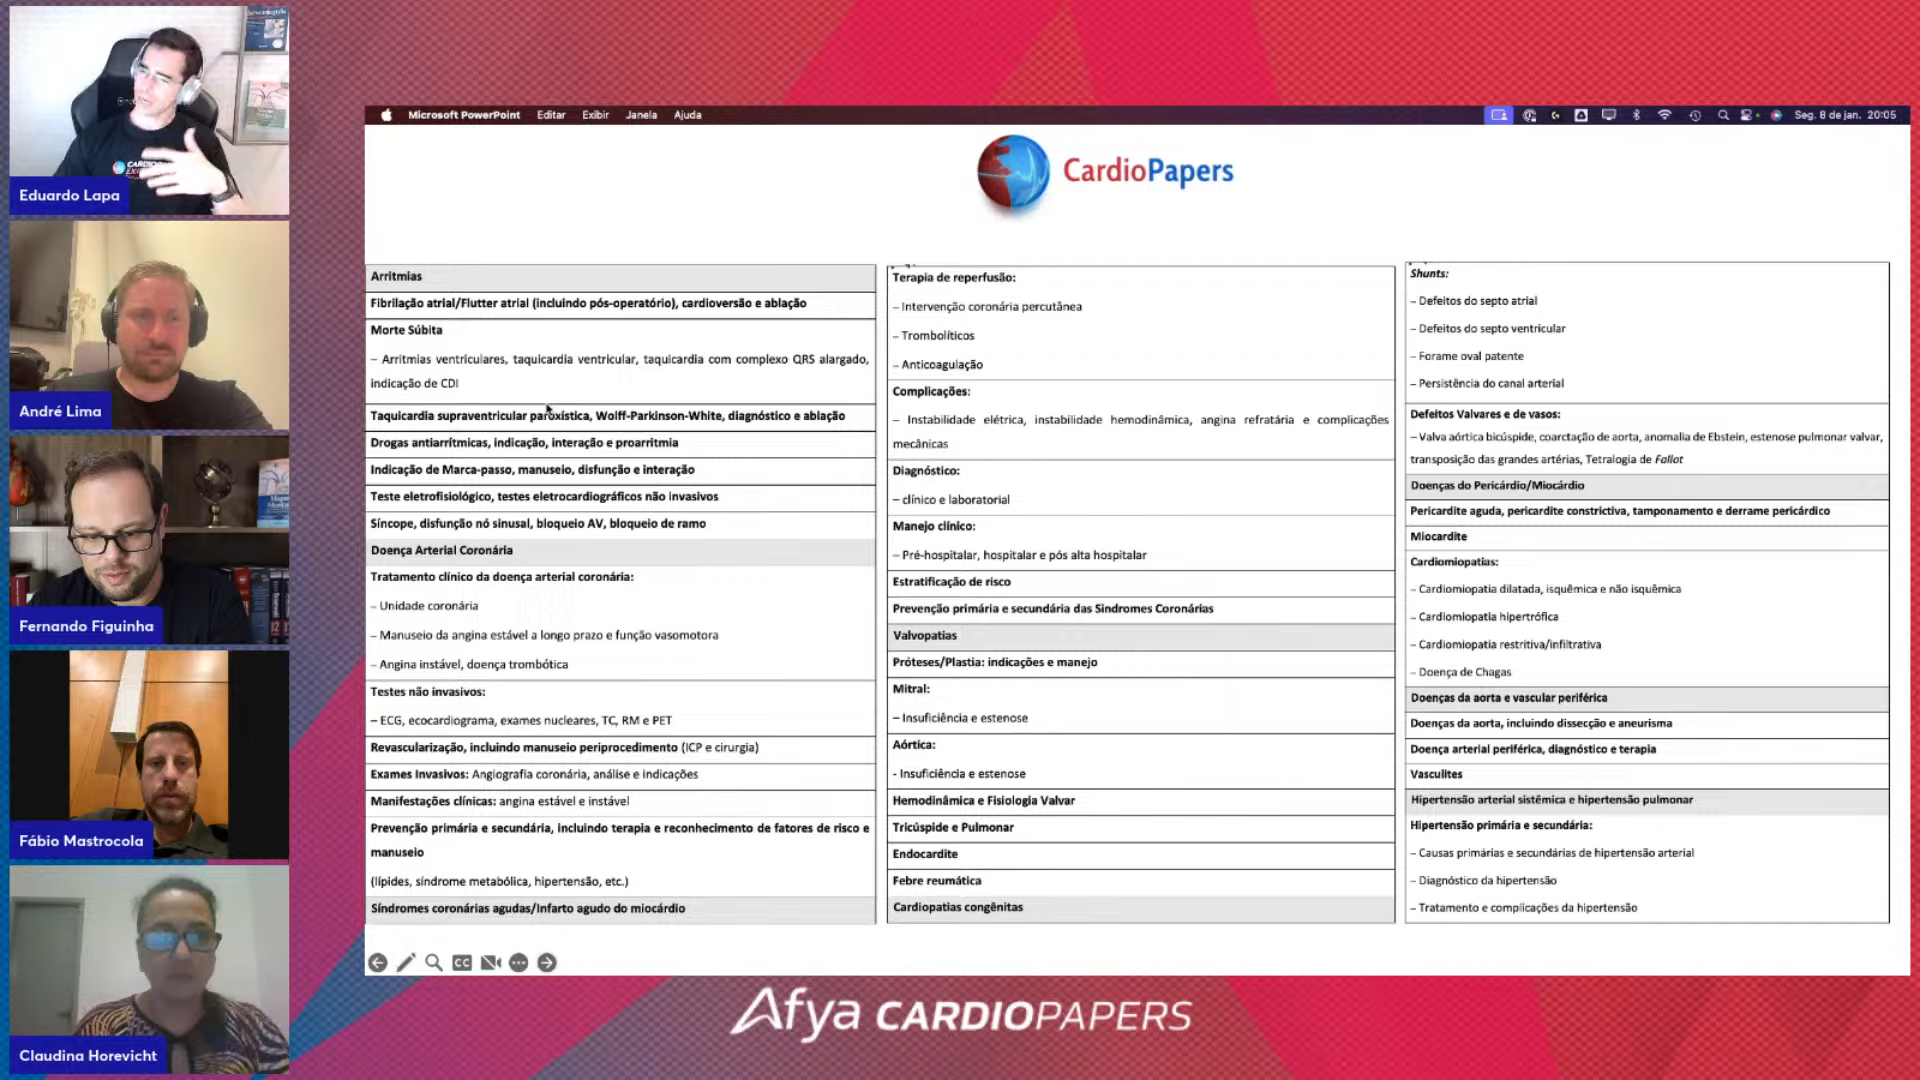 Eduardo Lapa
André Lima
Fernando Figuinha
Fábio Mastrocola
Claudina Horevicht
Microsoft PowerPoint Editar Exibir Janela Ajuda
Seg. 8 de jan. 20:05
CardioPapers
Arritmias
Fibrilação atrial/Flutter atrial (incluindo pós-operatório), cardioversão e ablação
Morte Súbita
– Arritmias ventriculares, taquicardia ventricular, taquicardia com complexo QRS alargado,
indicação de CDI
Taquicardia supraventricular paroxística, Wolff-Parkinson-White, diagnóstico e ablação
Drogas antiarrítmicas, indicação, interação e proarritmia
Indicação de Marca-passo, manuseio, disfunção e interação
Teste eletrofisiológico, testes eletrocardiográficos não invasivos
Síncope, disfunção nó sinusal, bloqueio AV, bloqueio de ramo
Doença Arterial Coronária
Tratamento clínico da doença arterial coronária:
– Unidade coronária
– Manuseio da angina estável a longo prazo e função vasomotora
– Angina instável, doença trombótica
Testes não invasivos:
– ECG, ecocardiograma, exames nucleares, TC, RM e PET
Revascularização, incluindo manuseio periprocedimento (ICP e cirurgia)
Exames Invasivos: Angiografia coronária, análise e indicações
Manifestações clínicas: angina estável e instável
Prevenção primária e secundária, incluindo terapia e reconhecimento de fatores de risco e
manuseio
(lípides, síndrome metabólica, hipertensão, etc.)
Síndromes coronárias agudas/Infarto agudo do miocárdio
Terapia de reperfusão:
– Intervenção coronária percutânea
– Trombolíticos
– Anticoagulação
Complicações:
– Instabilidade elétrica, instabilidade hemodinâmica, angina refratária e complicações
mecânicas
Diagnóstico:
– clínico e laboratorial
Manejo clínico:
– Pré-hospitalar, hospitalar e pós alta hospitalar
Estratificação de risco
Prevenção primária e secundária das Sindromes Coronárias
Valvopatias
Próteses/Plastia: indicações e manejo
Mitral:
– Insuficiência e estenose
Aórtica:
- Insuficiência e estenose
Hemodinâmica e Fisiologia Valvar
Tricúspide e Pulmonar
Endocardite
Febre reumática
Cardiopatias congênitas
Shunts:
– Defeitos do septo atrial
– Defeitos do septo ventricular
– Forame oval patente
– Persistência do canal arterial
Defeitos Valvares e de vasos:
– Valva aórtica bicúspide, coarctação de aorta, anomalia de Ebstein, estenose pulmonar valvar,
transposição das grandes artérias, Tetralogia de Fallot
Doenças do Pericárdio/Miocárdio
Pericardite aguda, pericardite constrictiva, tamponamento e derrame pericárdico
Miocardite
Cardiomiopatias:
– Cardiomiopatia dilatada, isquêmica e não isquêmica
– Cardiomiopatia hipertrófica
– Cardiomiopatia restritiva/infiltrativa
– Doença de Chagas
Doenças da aorta e vascular periférica
Doenças da aorta, incluindo dissecção e aneurisma
Doença arterial periférica, diagnóstico e terapia
Vasculites
Hipertensão arterial sistêmica e hipertensão pulmonar
Hipertensão primária e secundária:
– Causas primárias e secundárias de hipertensão arterial
– Diagnóstico da hipertensão
– Tratamento e complicações da hipertensão
CC
Afya CARDIOPAPERS